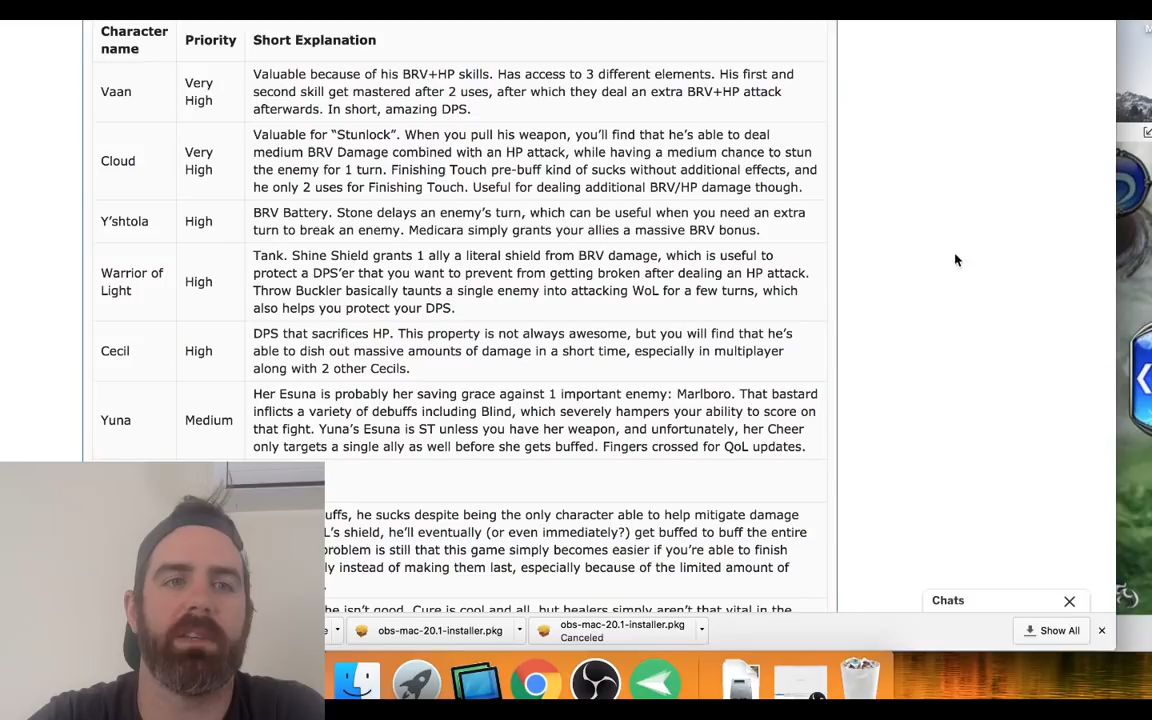 Character name
Priority
Short Explanation
Vaan
Very High
Valuable because of his BRV+HP skills. Has access to 3 different elements. His first and
second skill get mastered after 2 uses, after which they deal an extra BRV+HP attack
afterwards. In short, amazing DPS.
Cloud
Very High
Valuable for “Stunlock”. When you pull his weapon, you’ll find that he’s able to deal
medium BRV Damage combined with an HP attack, while having a medium chance to stun
the enemy for 1 turn. Finishing Touch pre-buff kind of sucks without additional effects, and
he only 2 uses for Finishing Touch. Useful for dealing additional BRV/HP damage though.
Y’shtola
High
BRV Battery. Stone delays an enemy’s turn, which can be useful when you need an extra
turn to break an enemy. Medicara simply grants your allies a massive BRV bonus.
Warrior of Light
High
Tank. Shine Shield grants 1 ally a literal shield from BRV damage, which is useful to
protect a DPS’er that you want to prevent from getting broken after dealing an HP attack.
Throw Buckler basically taunts a single enemy into attacking WoL for a few turns, which
also helps you protect your DPS.
Cecil
High
DPS that sacrifices HP. This property is not always awesome, but you will find that he’s
able to dish out massive amounts of damage in a short time, especially in multiplayer
along with 2 other Cecils.
Yuna
Medium
Her Esuna is probably her saving grace against 1 important enemy: Marlboro. That bastard
inflicts a variety of debuffs including Blind, which severely hampers your ability to score on
that fight. Yuna’s Esuna is ST unless you have her weapon, and unfortunately, her Cheer
only targets a single ally as well before she gets buffed. Fingers crossed for QoL updates.
uffs, he sucks despite being the only character able to help mitigate damage
L’s shield, he’ll eventually (or even immediately?) get buffed to buff the entire
problem is still that this game simply becomes easier if you’re able to finish
ly instead of making them last, especially because of the limited amount of
he isn’t good. Cure is cool and all, but healers simply aren’t that vital in the
Chats
obs-mac-20.1-installer.pkg
obs-mac-20.1-installer.pkg
Canceled
Show All